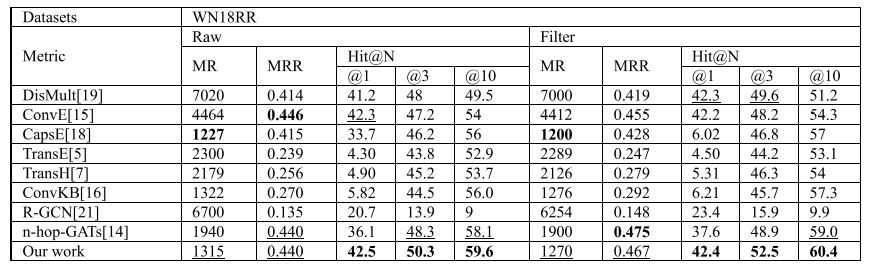 Datasets WN18RR
Metric Raw Filter
MR MRR Hit@N MR MRR Hit@N
@1 @3 @10 @1 @3 @10
DisMult[19] 7020 0.414 41.2 48 49.5 7000 0.419 42.3 49.6 51.2
ConvE[15] 4464 0.446 42.3 47.2 54 4412 0.455 42.2 48.2 54.3
CapsE[18] 1227 0.415 33.7 46.2 56 1200 0.428 6.02 46.8 57
TransE[5] 2300 0.239 4.30 43.8 52.9 2289 0.247 4.50 44.2 53.1
TransH[7] 2179 0.256 4.90 45.2 53.7 2126 0.279 5.31 46.3 54
ConvKB[16] 1322 0.270 5.82 44.5 56.0 1276 0.292 6.21 45.7 57.3
R-GCN[21] 6700 0.135 20.7 13.9 9 6254 0.148 23.4 15.9 9.9
n-hop-GATs[14] 1940 0.440 36.1 48.3 58.1 1900 0.475 37.6 48.9 59.0
Our work 1315 0.440 42.5 50.3 59.6 1270 0.467 42.4 52.5 60.4